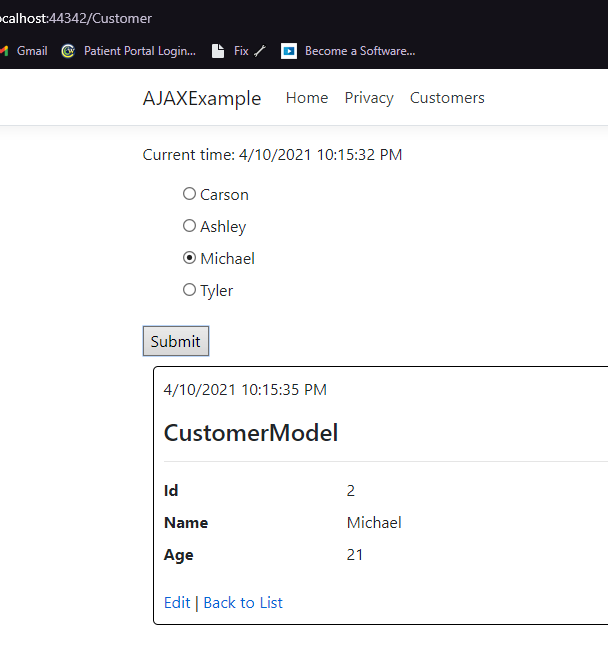 ocalhost:44342/Customer
Gmail Patient Portal Login... Fix Become a Software...
AJAXExample Home Privacy Customers
Current time: 4/10/2021 10:15:32 PM
Carson
Ashley
Michael
Tyler
Submit
4/10/2021 10:15:35 PM
CustomerModel
Id 2
Name Michael
Age 21
Edit | Back to List